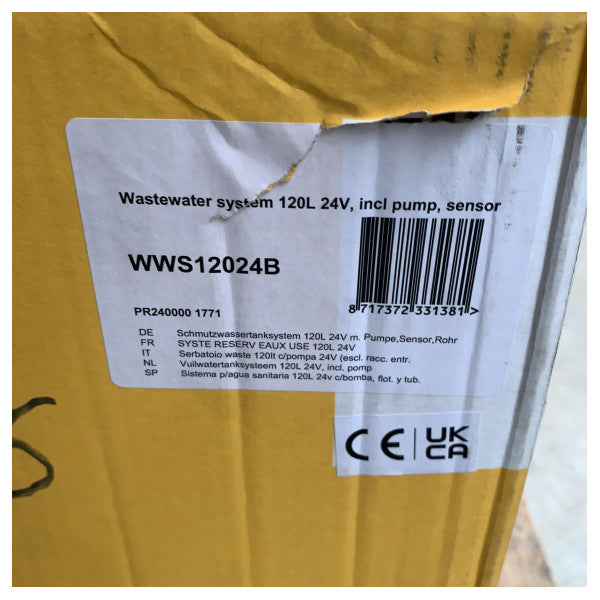 Wastewater system 120L 24V, incl pump, sensor
WWS12024B
8 717372 331381 >
PR240000 1771
DE Schmutzwassertanksystem 120L 24V m. Pumpe,Sensor,Rohr
FR SYSTE RESERV EAUX USE 120L 24V
IT Serbatoio waste 120lt c/pompa 24V (escl. racc. entr.
NL Vuilwatertanksysteem 120L 24V, incl. pomp
SP Sistema p/agua sanitaria 120L 24v c/bomba, flot. y tub.
CE UK
CA